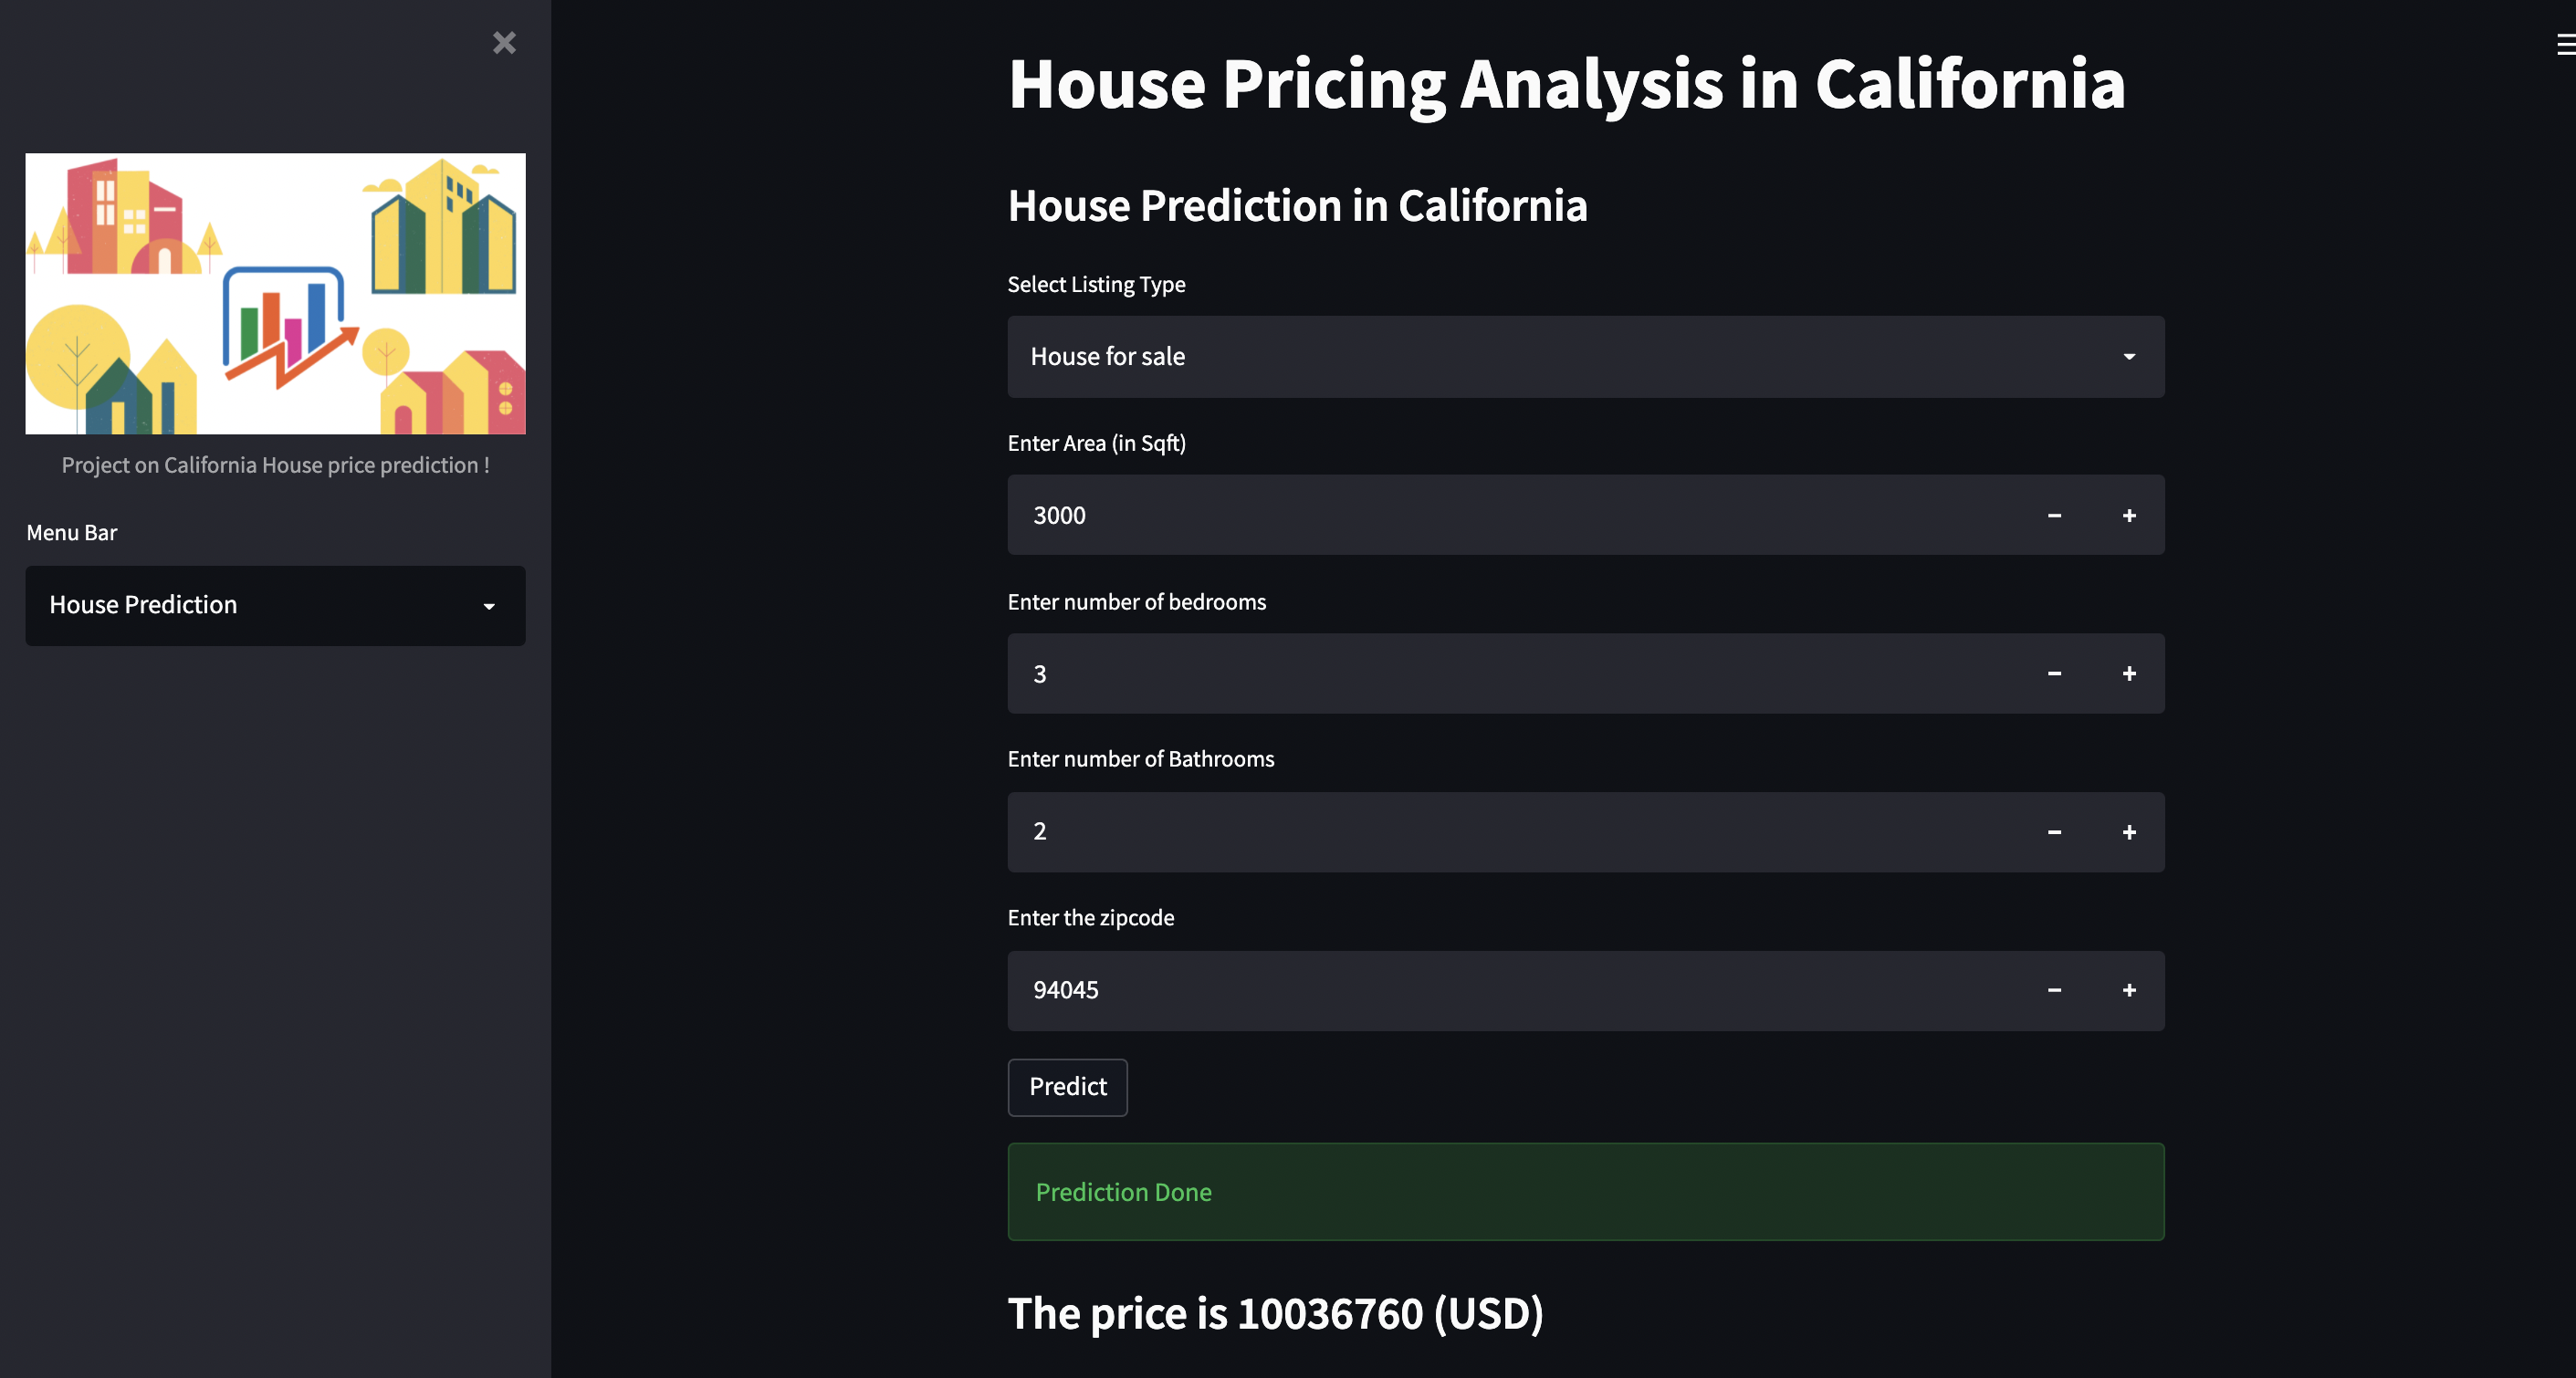 Project on California House price prediction !
Menu Bar
House Prediction
House Pricing Analysis in California
House Prediction in California
Select Listing Type
House for sale
Enter Area (in Sqft)
3000
Enter number of bedrooms
3
Enter number of Bathrooms
2
Enter the zipcode
94045
Predict
Prediction Done
The price is 10036760 (USD)